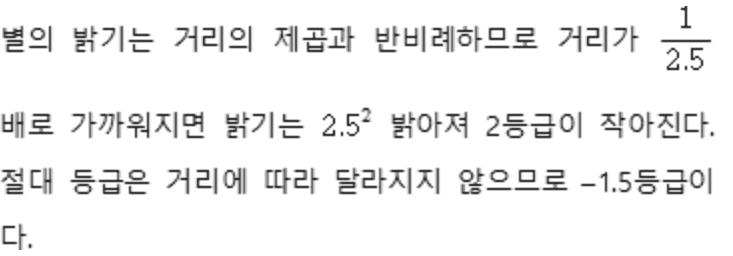 별의 밝기는 거리의 제곱과 반비례하므로 거리가 1/2.5
배로 가까워지면 밝기는 2.5² 밝아져 2등급이 작아진다.
절대 등급은 거리에 따라 달라지지 않으므로 –1.5등급이
다.